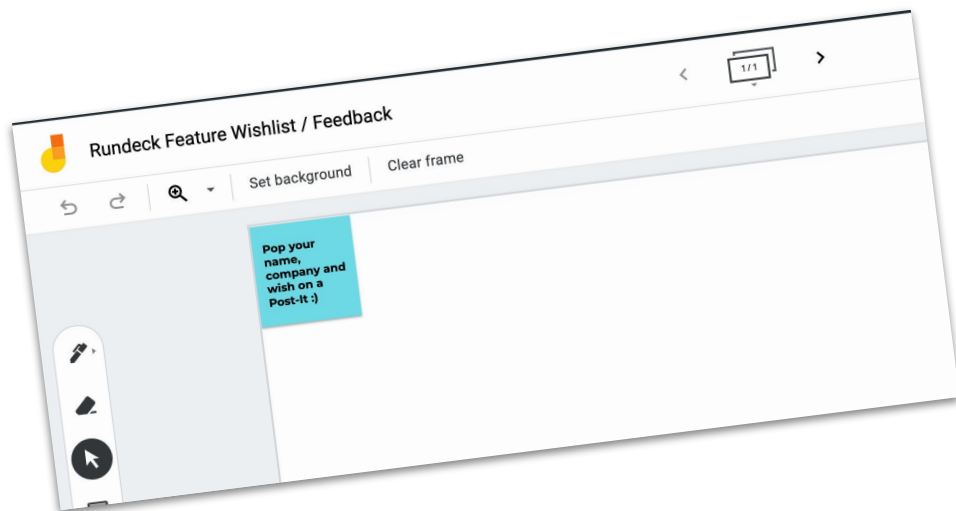 Rundeck Feature Wishlist / Feedback
1/1
Set background
Clear frame
Pop your
name,
company and
wish on a
Post-It :)